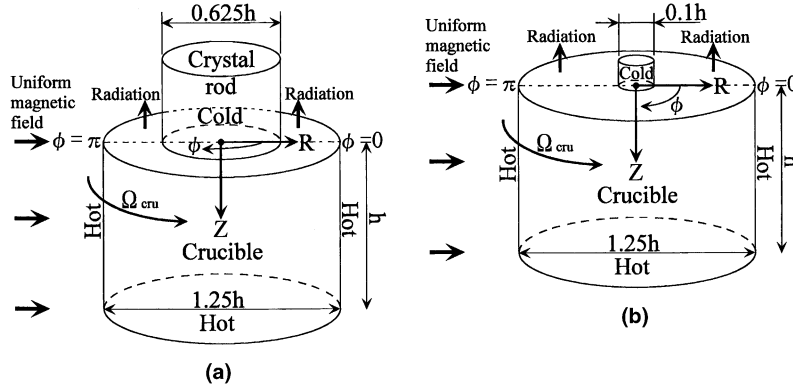 0.625h
Crystal
rod
Cold
Uniform
magnetic
field
Radiation
Radiation
ϕ = π
ϕ
R
ϕ=0
Ω cru
Z
Crucible
Hot
Hot
h
1.25h
Hot
(a)
0.1h
Uniform
magnetic
field
Radiation
Radiation
Cold
ϕ = π
R
ϕ=0
ϕ
Ω cru
Z
Crucible
Hot
Hot
h
1.25h
Hot
(b)